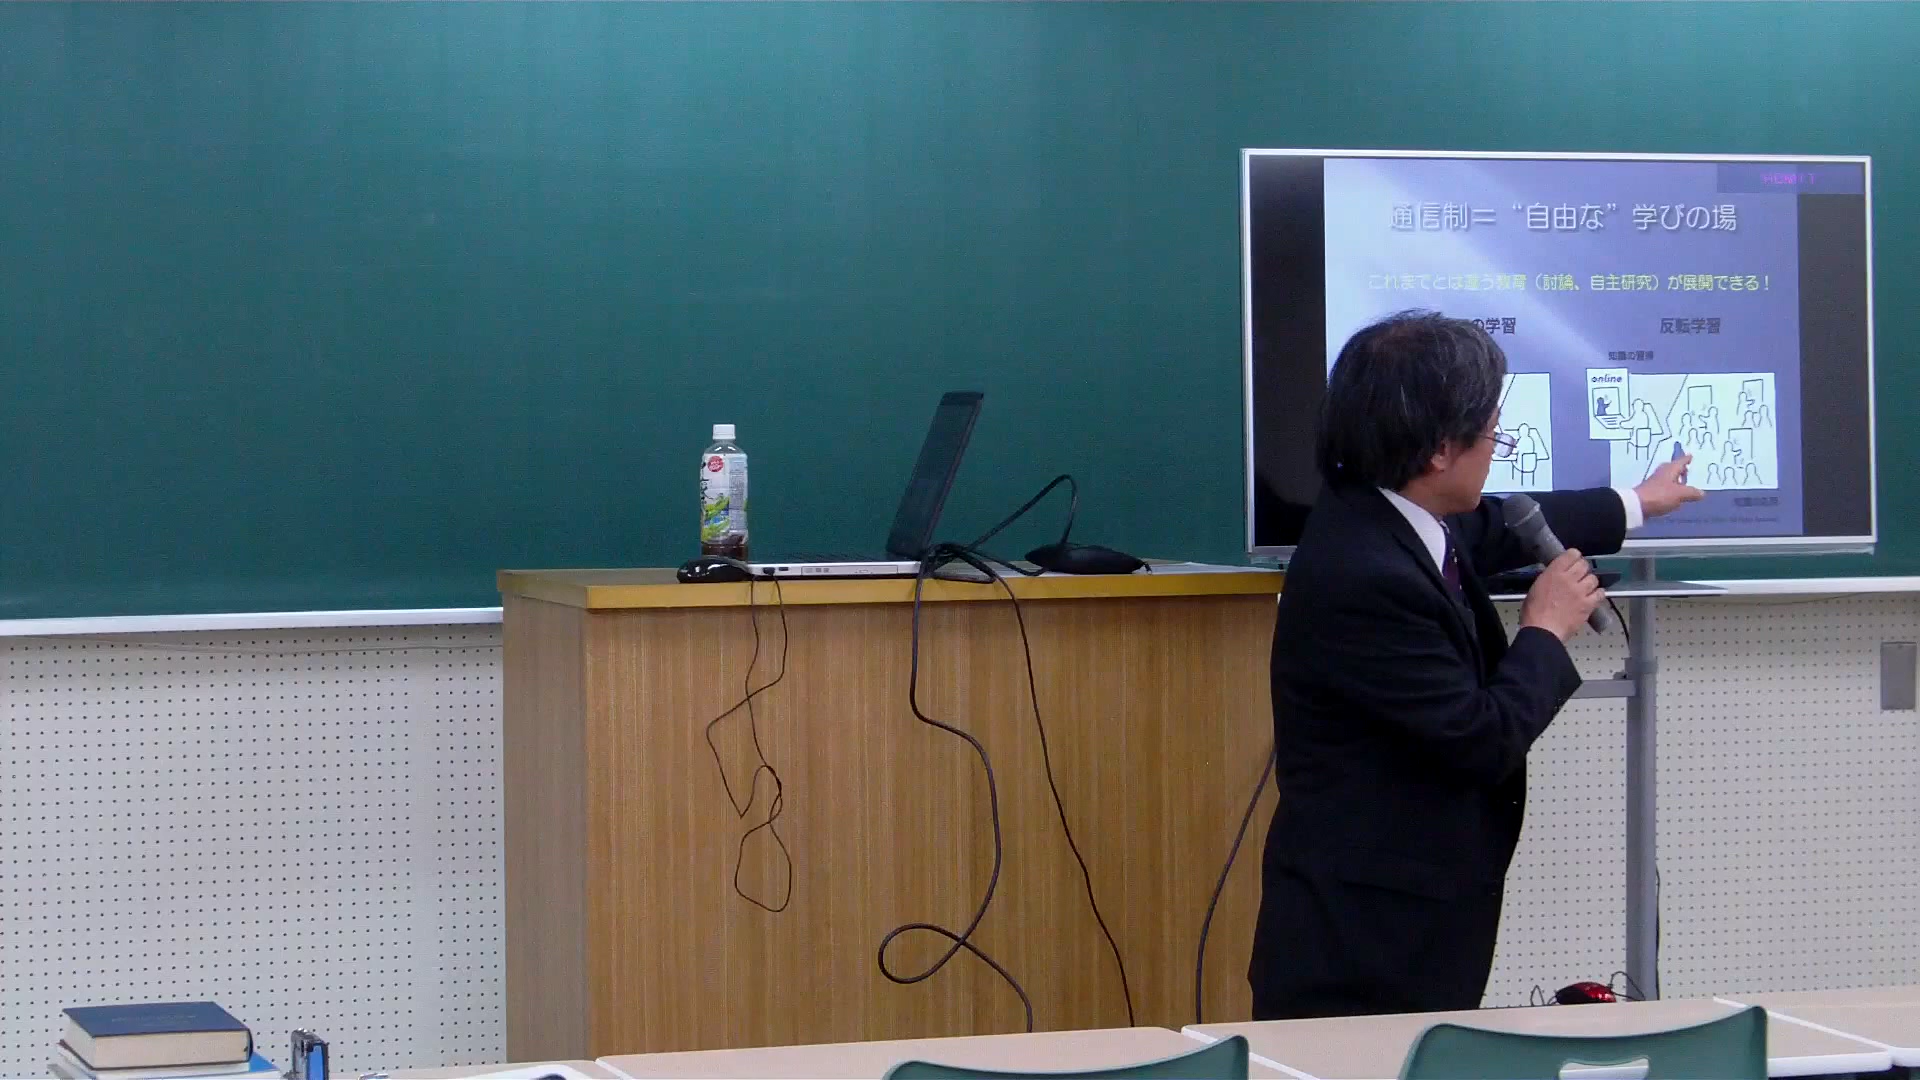 通信制＝“自由な”学びの場
これまでとは違う教育（討論、自主研究）が展開できる！
の学習
反転学習
知識の習得
online